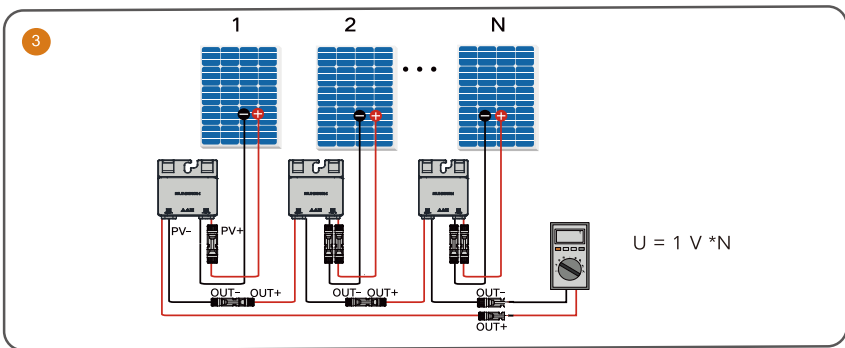 3
1
2
N
PV-
PV+
OUT-
OUT+
OUT-
OUT+
OUT-
OUT+
U = 1 V *N